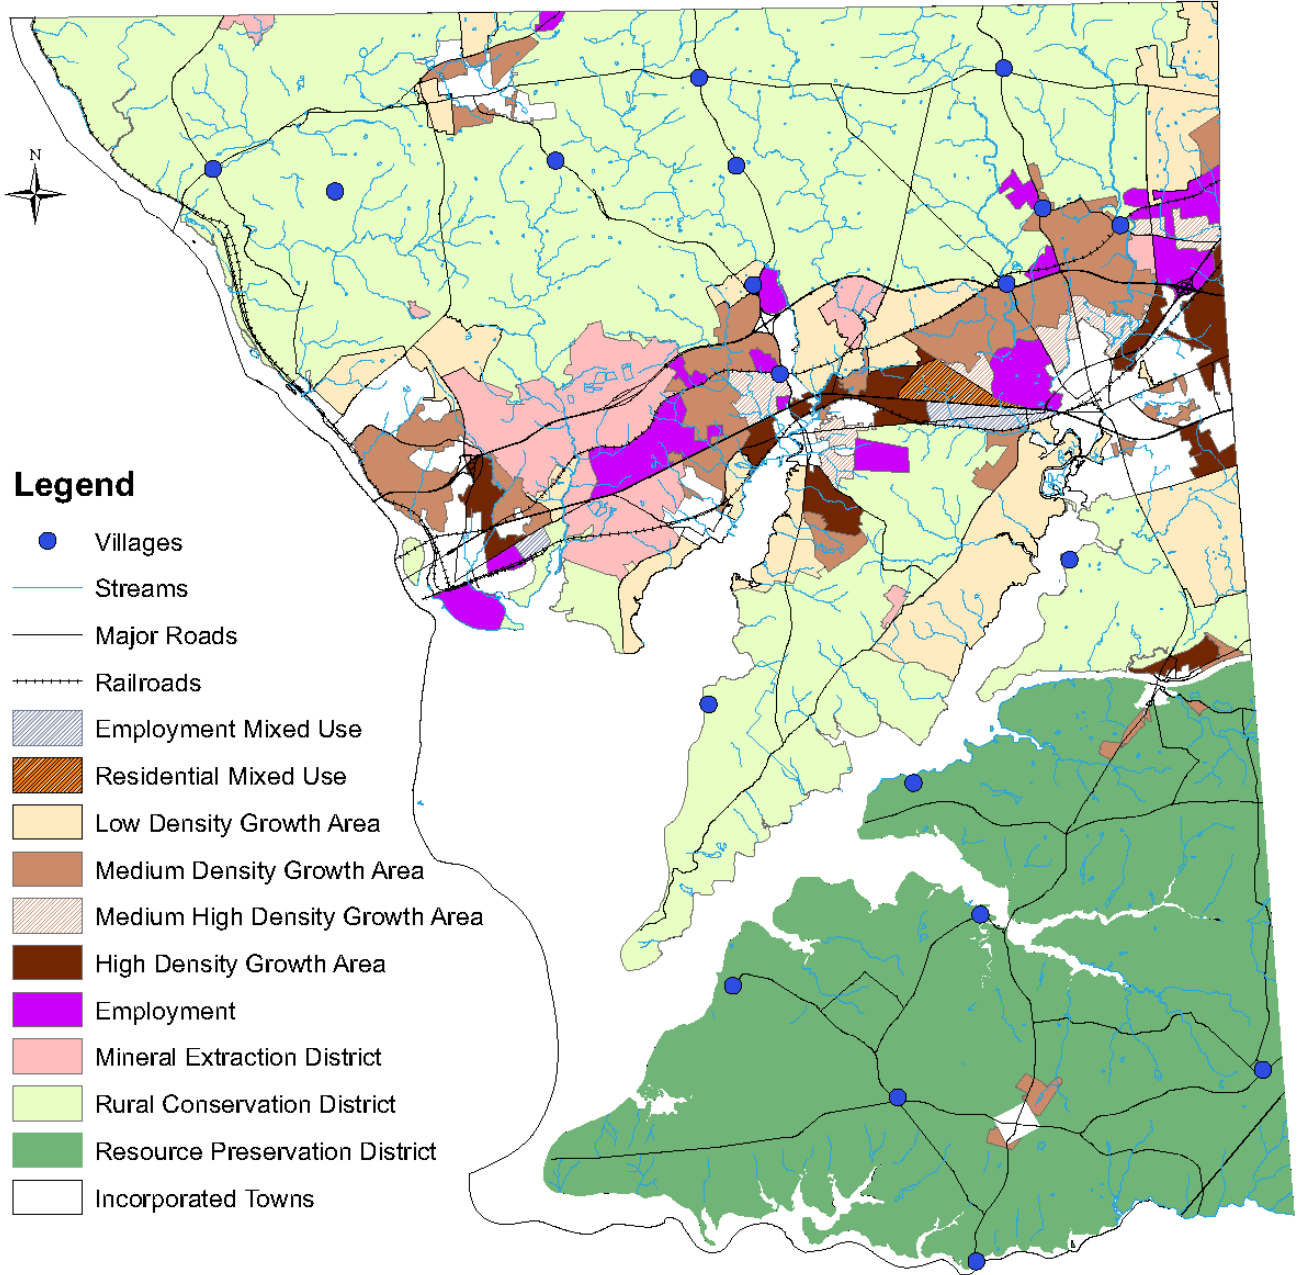 N
Legend
Villages
Streams
Major Roads
Railroads
Employment Mixed Use
Residential Mixed Use
Low Density Growth Area
Medium Density Growth Area
Medium High Density Growth Area
High Density Growth Area
Employment
Mineral Extraction District
Rural Conservation District
Resource Preservation District
Incorporated Towns